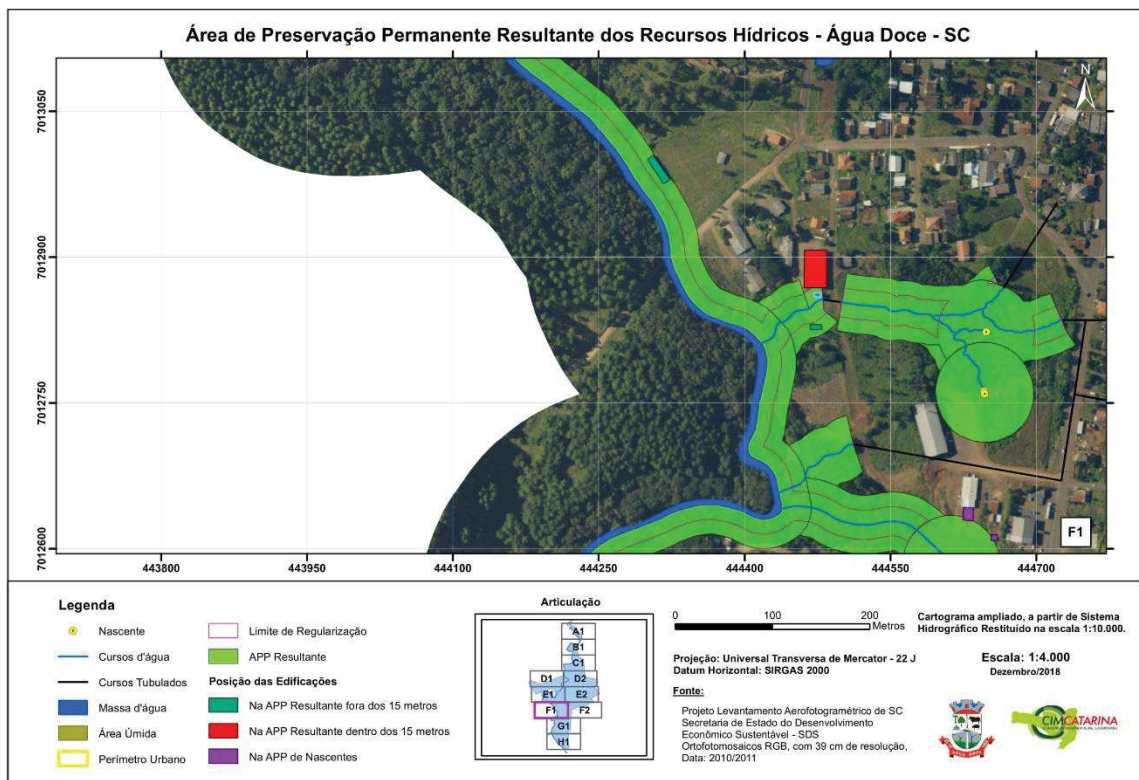 Área de Preservação Permanente Resultante dos Recursos Hídricos - Água Doce - SC
N
7013050
7012900
7012750
7012600
F1
443800
443950
444100
444250
444400
444550
444700
Legenda
Nascente
Cursos d'água
Cursos Tubulados
Massa d'água
Área Úmida
Perímetro Urbano
Limite de Regularização
APP Resultante
Posição das Edificações
Na APP Resultante fora dos 15 metros
Na APP Resultante dentro dos 15 metros
Na APP de Nascentes
Articulação
A1
B1
C1
D1 D2
E1 E2
F1 F2
G1
H1
0 100 200
Metros
Projeção: Universal Transversa de Mercator - 22 J
Datum Horizontal: SIRGAS 2000
Fonte:
Projeto Levantamento Aerofotogramétrico de SC
Secretaria de Estado do Desenvolvimento
Econômico Sustentável - SDS
Ortofotomosaicos RGB, com 39 cm de resolução,
Data: 2010/2011
Cartograma ampliado, a partir de Sistema
Hidrográfico Restituído na escala 1:10.000.
Escala: 1:4.000
Dezembro/2018
CIMCATARINA